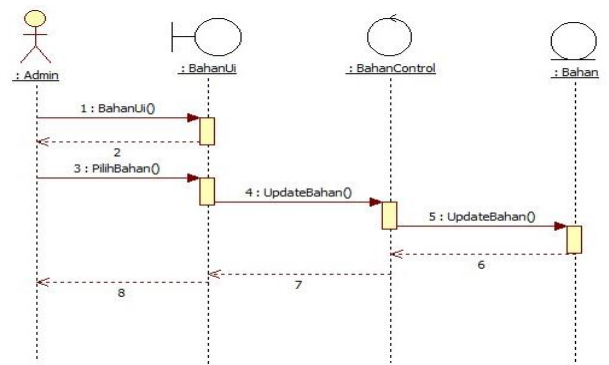 : Admin
: BahanUi
: BahanControl
: Bahan
1 : BahanUi()
2
3 : PilihBahan()
4 : UpdateBahan()
5 : UpdateBahan()
6
7
8